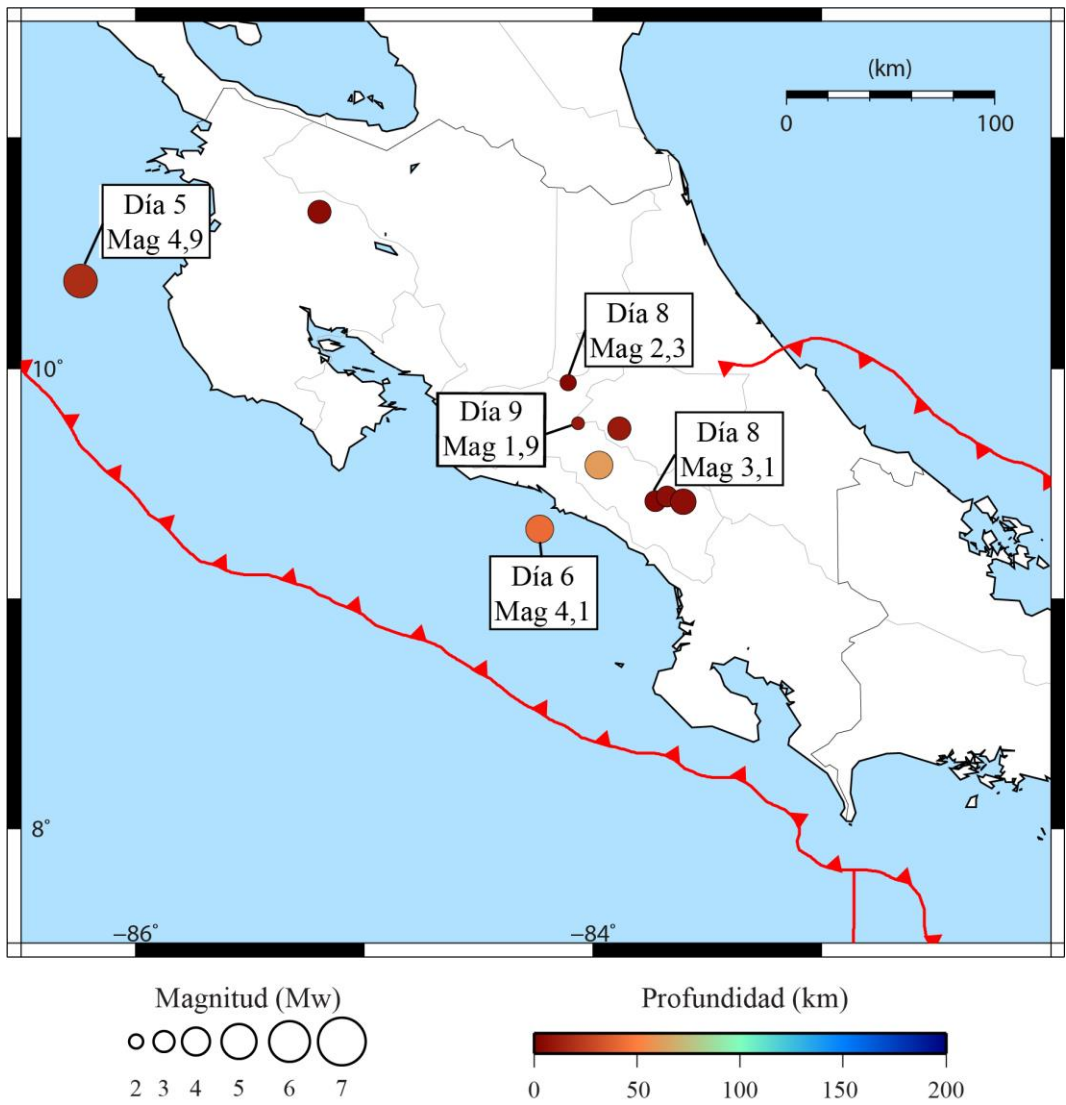 (km)
0 100
Día 5
Mag 4,9
Día 8
Mag 2,3
10°
Día 9
Mag 1,9
Día 8
Mag 3,1
Día 6
Mag 4,1
8°
−86° −84°
Magnitud (Mw)
2 3 4 5 6 7
Profundidad (km)
0 50 100 150 200